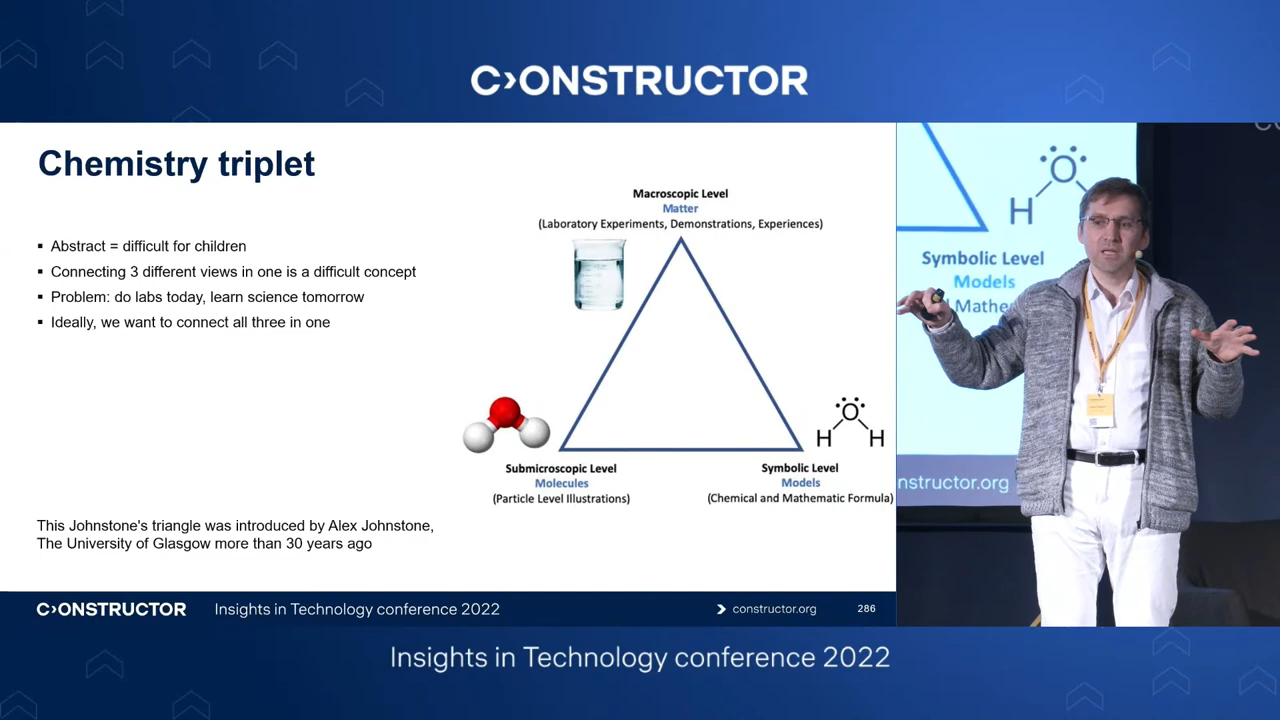 C›ONSTRUCTOR
Chemistry triplet
▪ Abstract = difficult for children
▪ Connecting 3 different views in one is a difficult concept
▪ Problem: do labs today, learn science tomorrow
▪ Ideally, we want to connect all three in one
This Johnstone's triangle was introduced by Alex Johnstone,
The University of Glasgow more than 30 years ago
Macroscopic Level
Matter
(Laboratory Experiments, Demonstrations, Experiences)
Submicroscopic Level
Molecules
(Particle Level Illustrations)
O
H H
Symbolic Level
Models
(Chemical and Mathematic Formula)
O
H
Symbolic Level
Models
nstructor.org
C›ONSTRUCTOR
Insights in Technology conference 2022
constructor.org
286
Insights in Technology conference 2022